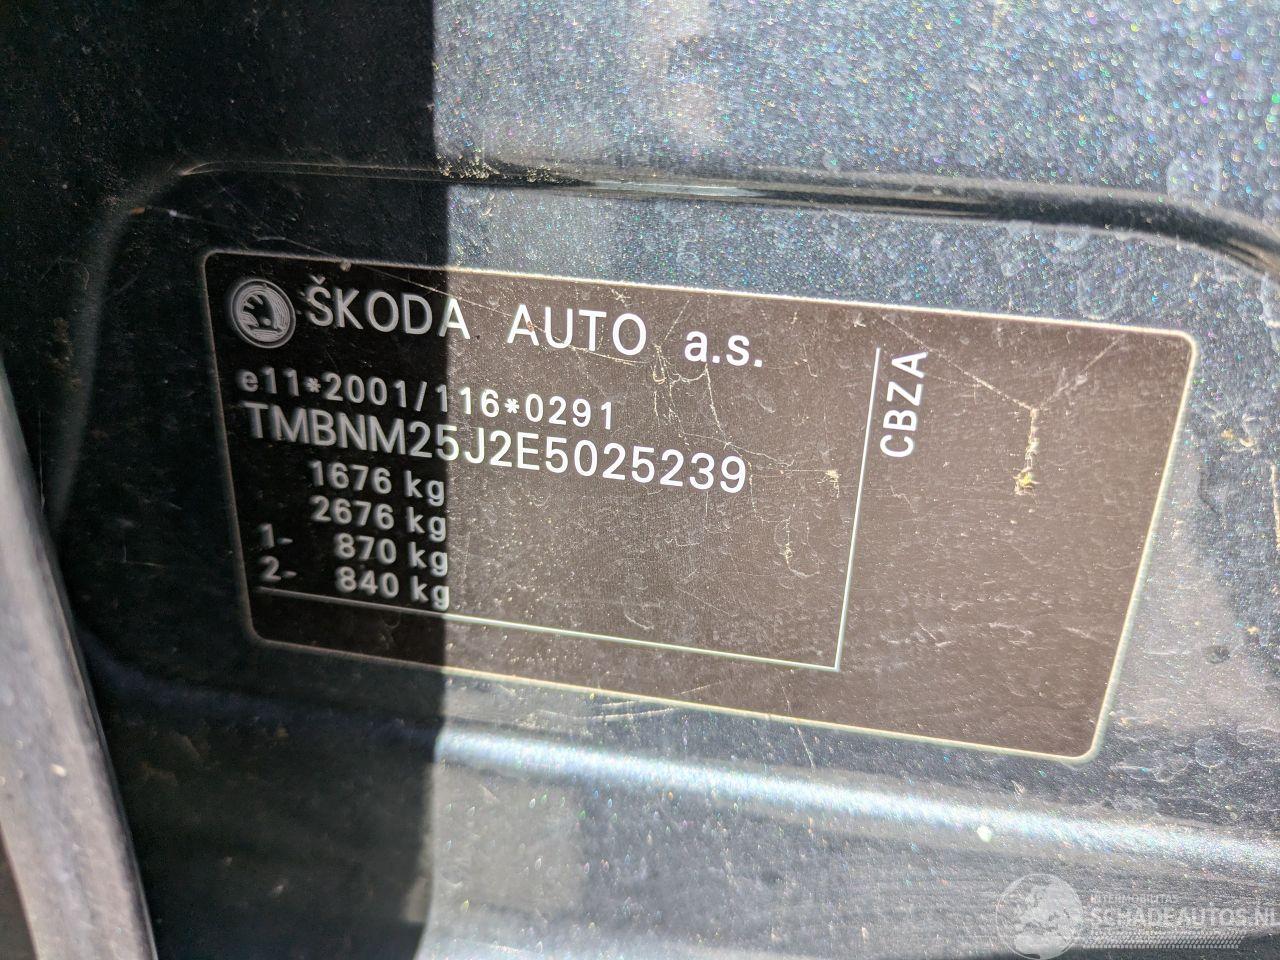 ŠKODA AUTO a.s.
e11*2001/116*0291
TMBNM25J2E5025239
1676 kg
2676 kg
1- 870 kg
2- 840 kg
CBZA
INTERMOBILITAS
SCHADEAUTOS.NL